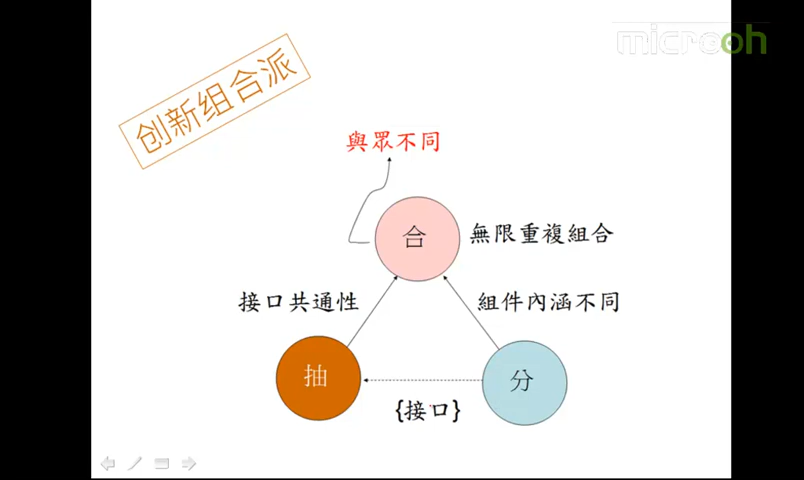 microoh
创新组合派
與眾不同
合
無限重複組合
接口共通性
組件內涵不同
抽
分
{接口}